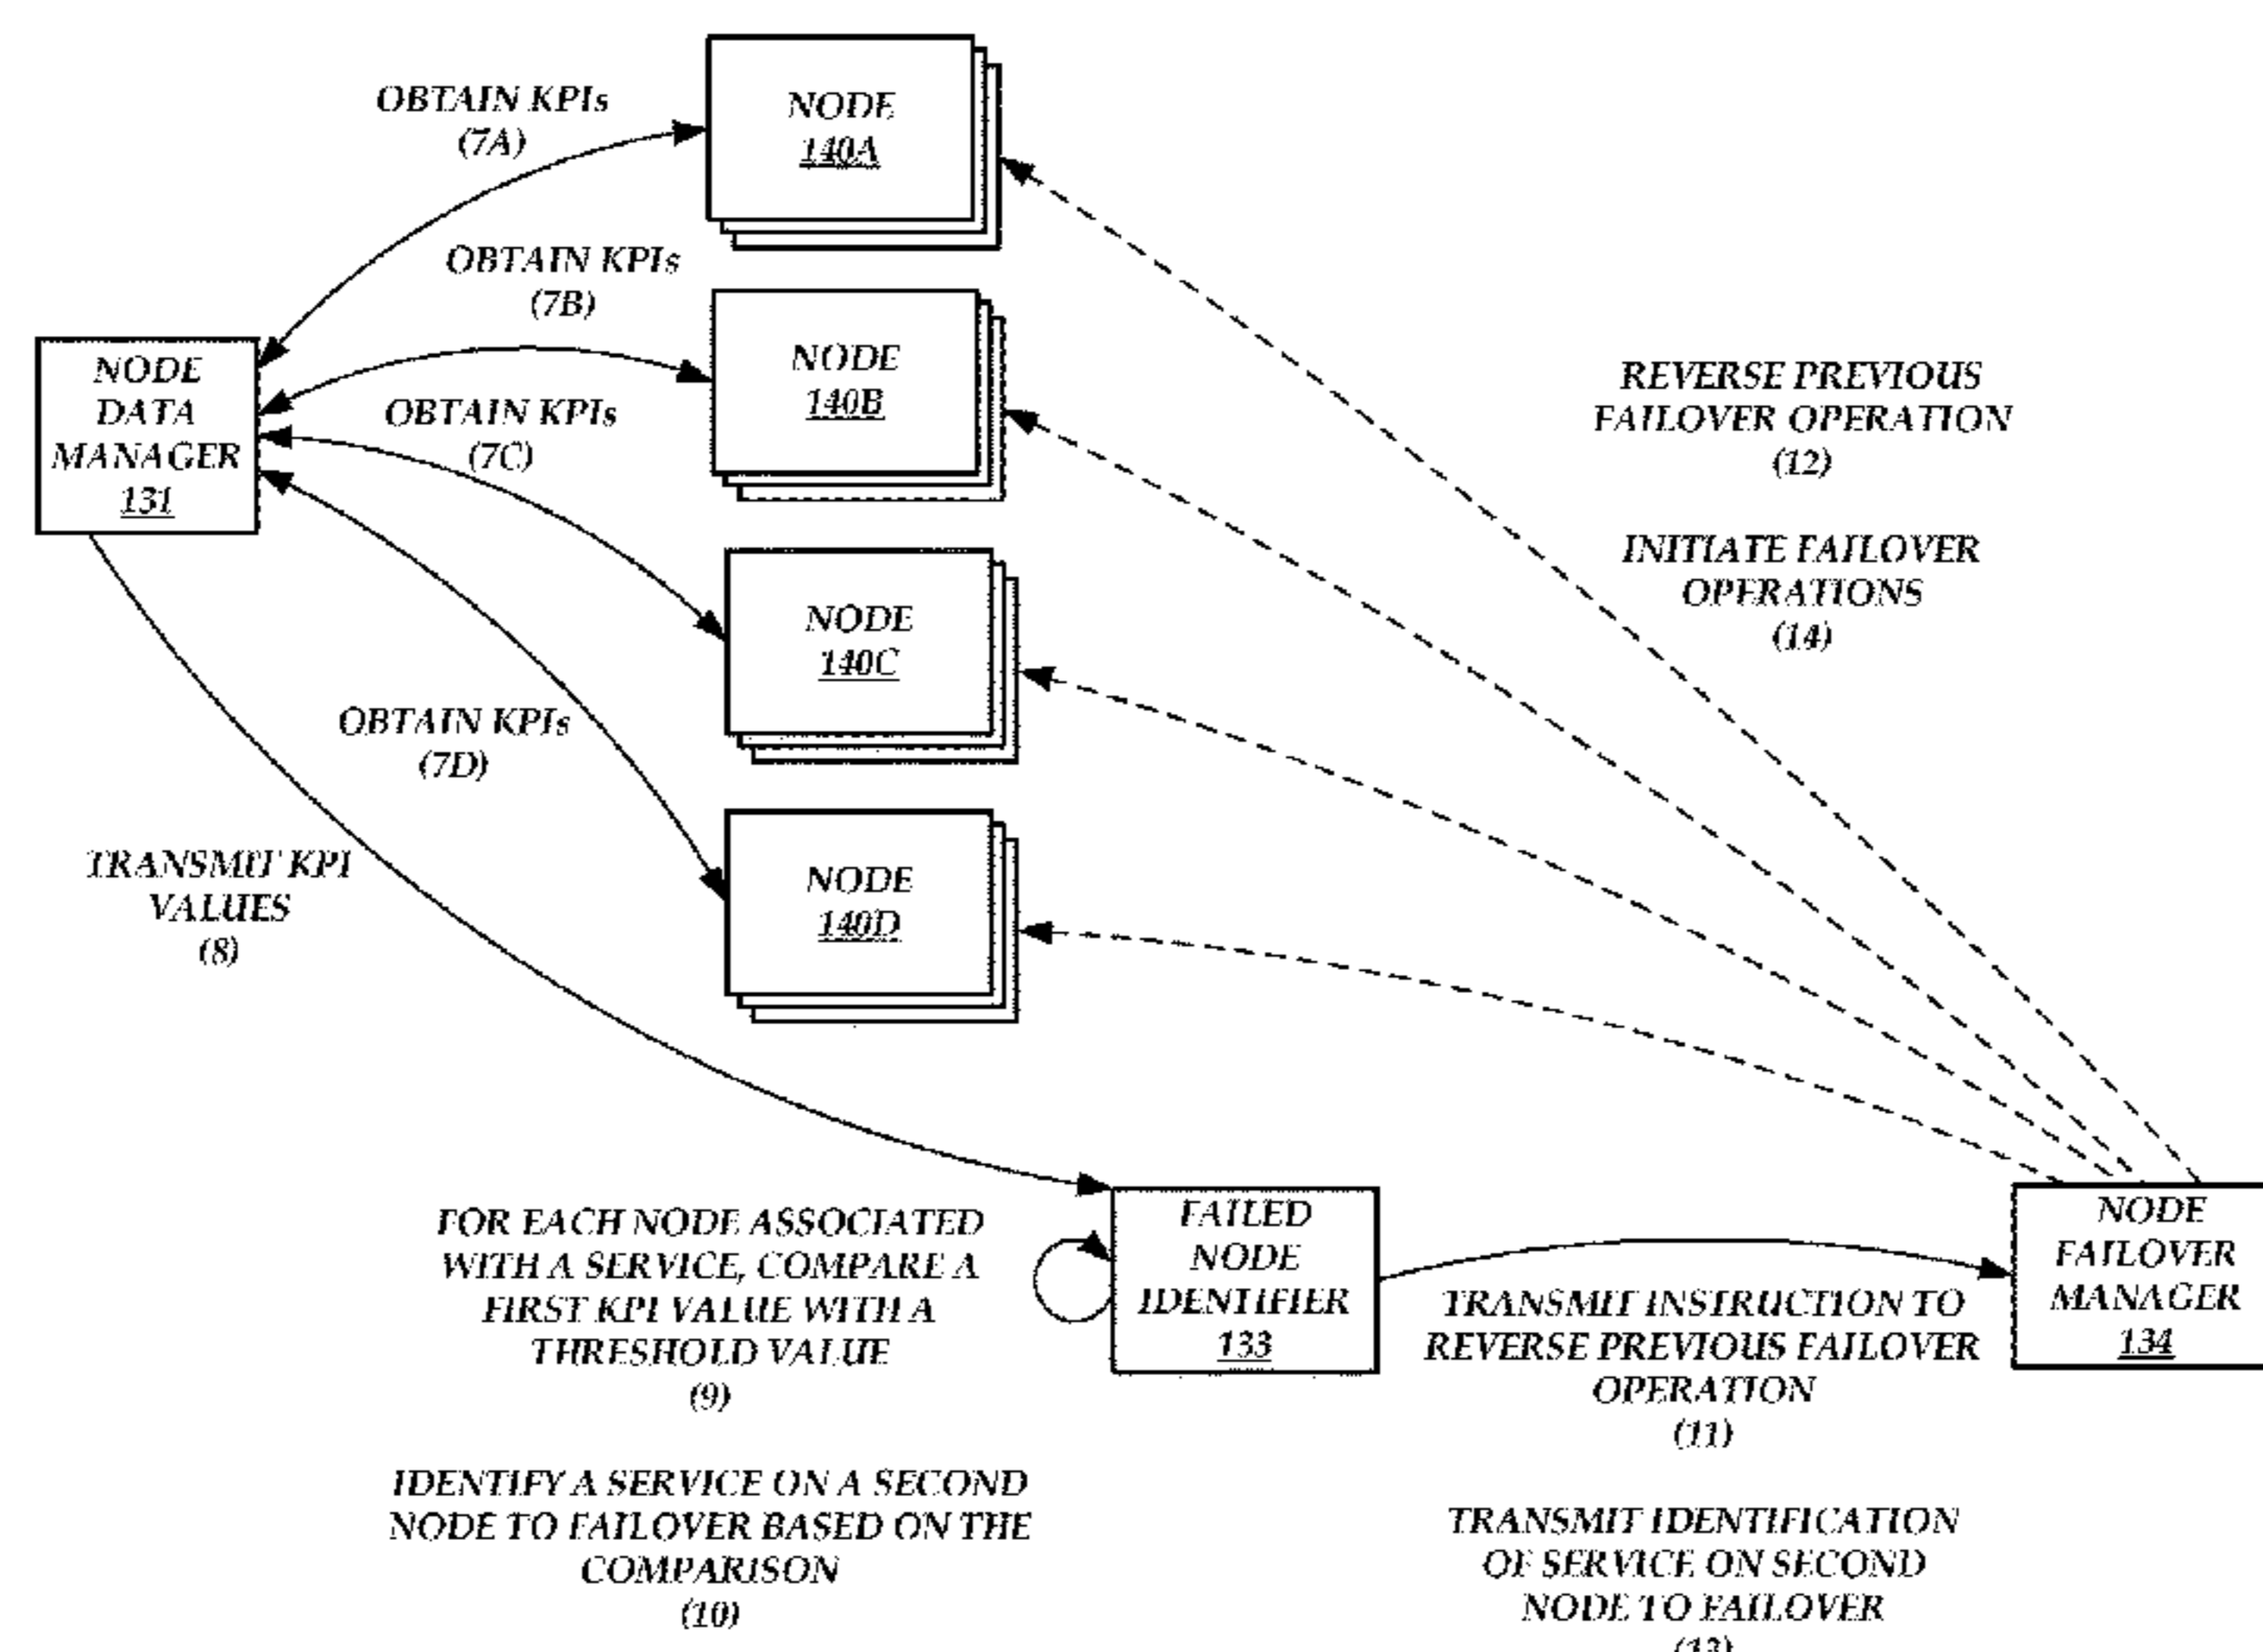 OBTAIN KPIs
(7A)
NODE
140A
OBTAIN KPIs
(7B)
NODE
140B
NODE
DATA
MANAGER
131
OBTAIN KPIs
(7C)
REVERSE PREVIOUS
FAILOVER OPERATION
(12)
INITIATE FAILOVER
OPERATIONS
(14)
NODE
140C
OBTAIN KPIs
(7D)
NODE
140D
TRANSMIT KPI
VALUES
(8)
FOR EACH NODE ASSOCIATED
WITH A SERVICE, COMPARE A
FIRST KPI VALUE WITH A
THRESHOLD VALUE
(9)
IDENTIFY A SERVICE ON A SECOND
NODE TO FAILOVER BASED ON THE
COMPARISON
(10)
FAILED
NODE
IDENTIFIER
133
TRANSMIT INSTRUCTION TO
REVERSE PREVIOUS FAILOVER
OPERATION
(11)
TRANSMIT IDENTIFICATION
OF SERVICE ON SECOND
NODE TO FAILOVER
(13)
NODE
FAILOVER
MANAGER
134